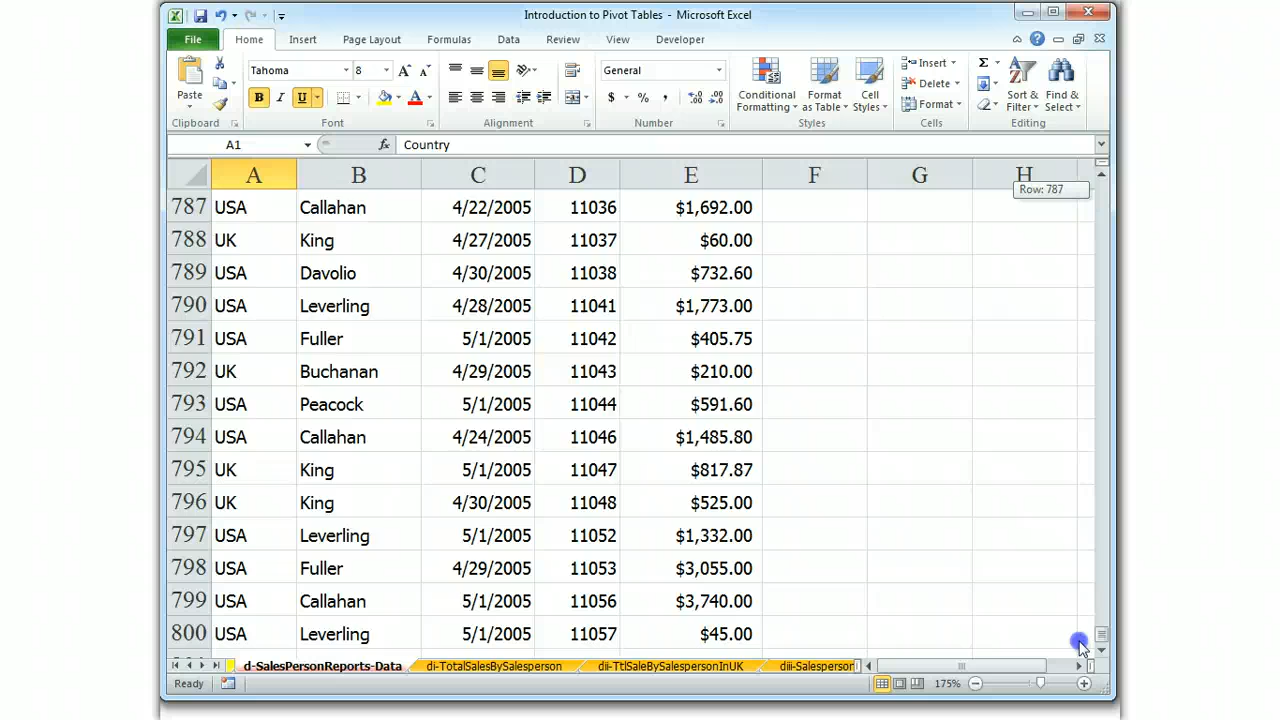 Introduction to Pivot Tables - Microsoft Excel
File Home Insert Page Layout Formulas Data Review View Developer
Paste
Tahoma 8
B I U
General
$ % ,
Conditional Formatting
Format as Table
Cell Styles
Insert
Delete
Format
Sort & Filter
Find & Select
Clipboard Font Alignment Number Styles Cells Editing
A1 fx Country
A B C D E F G H
Row: 787
787 USA Callahan 4/22/2005 11036 $1,692.00
788 UK King 4/27/2005 11037 $60.00
789 USA Davolio 4/30/2005 11038 $732.60
790 USA Leverling 4/28/2005 11041 $1,773.00
791 USA Fuller 5/1/2005 11042 $405.75
792 UK Buchanan 4/29/2005 11043 $210.00
793 USA Peacock 5/1/2005 11044 $591.60
794 USA Callahan 4/24/2005 11046 $1,485.80
795 UK King 5/1/2005 11047 $817.87
796 UK King 4/30/2005 11048 $525.00
797 USA Leverling 5/1/2005 11052 $1,332.00
798 USA Fuller 4/29/2005 11053 $3,055.00
799 USA Callahan 5/1/2005 11056 $3,740.00
800 USA Leverling 5/1/2005 11057 $45.00
d-SalesPersonReports-Data di-TotalSalesBySalesperson dii-TtlSaleBySalespersonInUK diii-Salesperson
Ready 175%